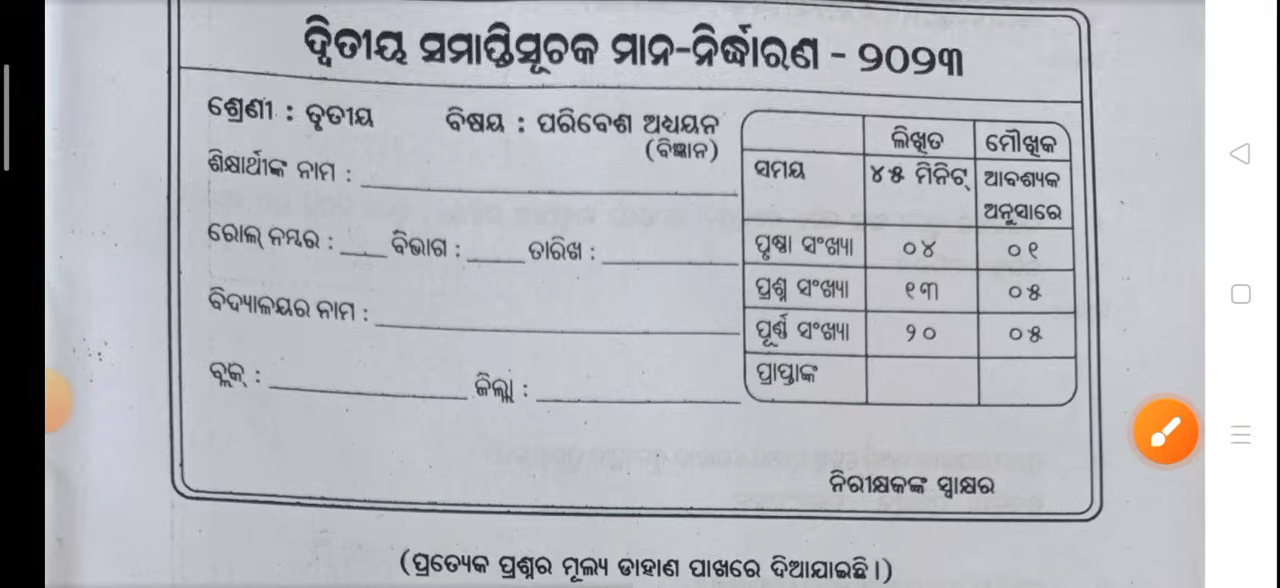 ଦ୍ୱିତୀୟ ସମାପ୍ତିସୂଚକ ମାନ-ନିର୍ଦ୍ଧାରଣ - ୨୦୨୩
ଶ୍ରେଣୀ : ତୃତୀୟ ବିଷୟ : ପରିବେଶ ଅଧ୍ୟୟନ
(ବିଜ୍ଞାନ)
ଶିକ୍ଷାର୍ଥୀଙ୍କ ନାମ :
ରୋଲ୍ ନମ୍ବର : ବିଭାଗ : ତାରିଖ :
ବିଦ୍ୟାଳୟର ନାମ :
ବ୍ଲକ୍ : ଜିଲ୍ଲା :
ଲିଖିତ ମୌଖିକ
ସମୟ ୪୫ ମିନିଟ୍ ଆବଶ୍ୟକ
ଅନୁସାରେ
ପୃଷ୍ଠା ସଂଖ୍ୟା ୦୪ ୦୧
ପ୍ରଶ୍ନ ସଂଖ୍ୟା ୧୩ ୦୫
ପୂର୍ଣ୍ଣ ସଂଖ୍ୟା ୨୦ ୦୫
ପ୍ରାପ୍ତାଙ୍କ
ନିରୀକ୍ଷକଙ୍କ ସ୍ୱାକ୍ଷର
(ପ୍ରତ୍ୟେକ ପ୍ରଶ୍ନର ମୂଲ୍ୟ ଡାହାଣ ପାଖରେ ଦିଆଯାଇଛି।)